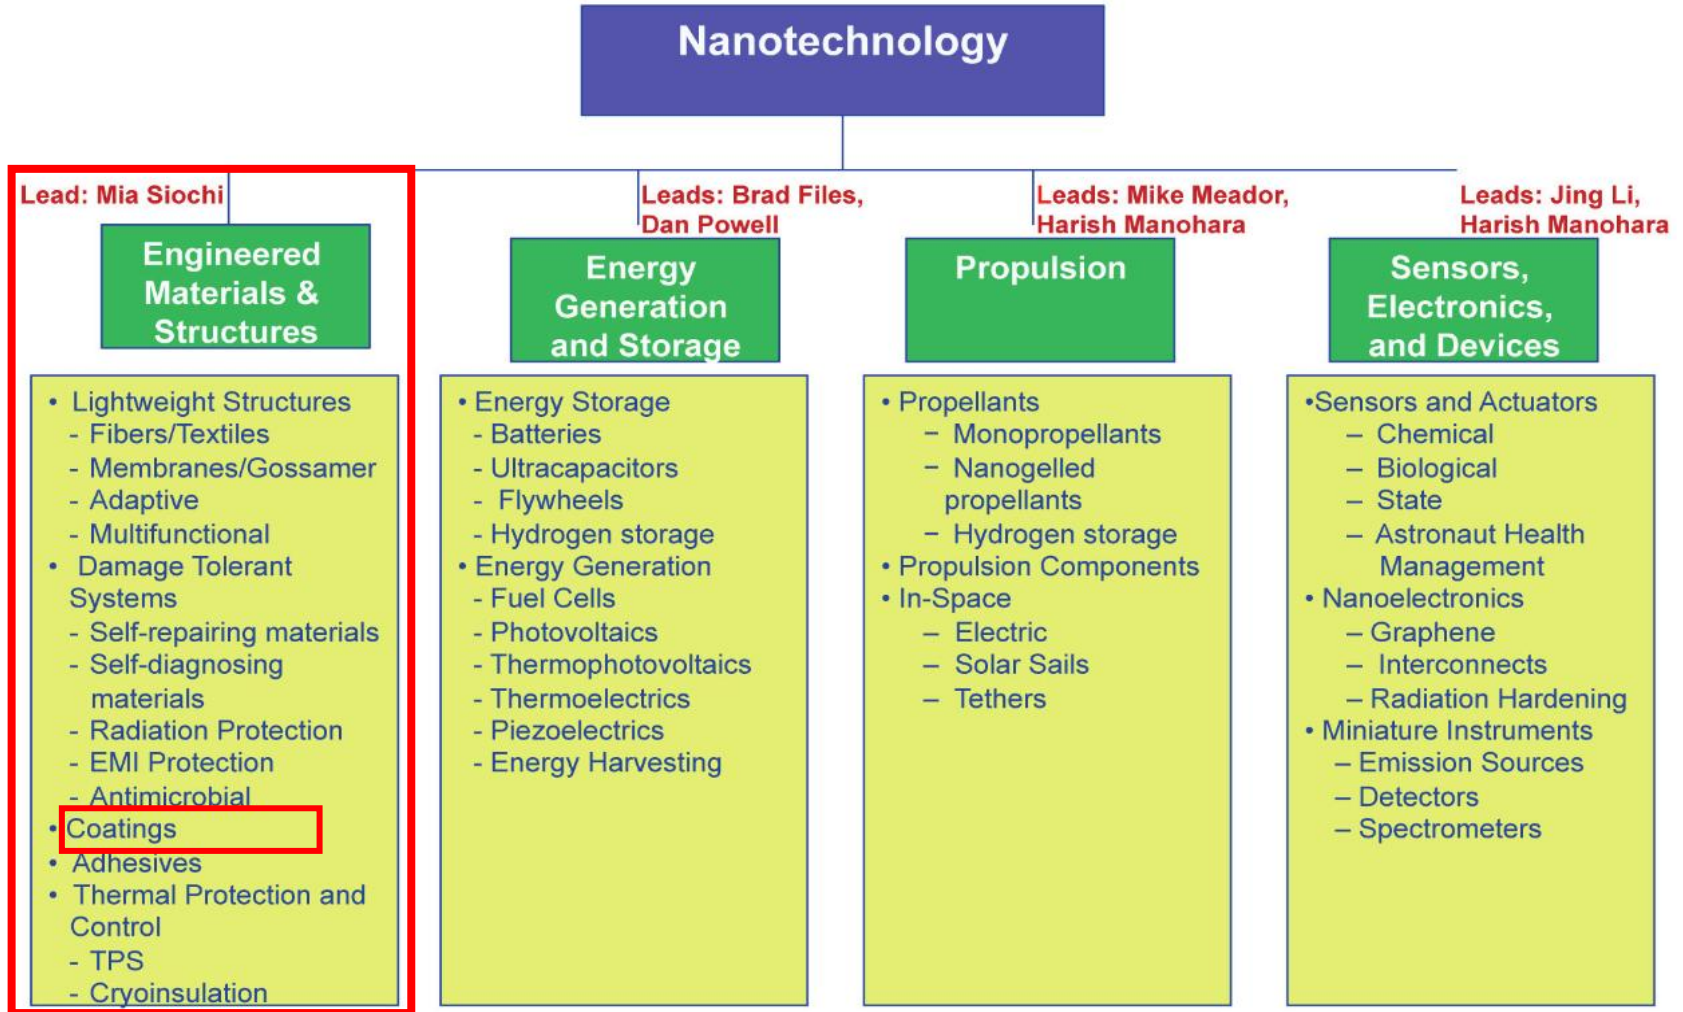 Nanotechnology
Lead: Mia Siochi
Engineered
Materials &
Structures
• Lightweight Structures
- Fibers/Textiles
- Membranes/Gossamer
- Adaptive
- Multifunctional
• Damage Tolerant
Systems
- Self-repairing materials
- Self-diagnosing
materials
- Radiation Protection
- EMI Protection
- Antimicrobial
• Coatings
• Adhesives
• Thermal Protection and
Control
- TPS
- Cryoinsulation
Leads: Brad Files,
Dan Powell
Energy
Generation
and Storage
• Energy Storage
- Batteries
- Ultracapacitors
- Flywheels
- Hydrogen storage
• Energy Generation
- Fuel Cells
- Photovoltaics
- Thermophotovoltaics
- Thermoelectrics
- Piezoelectrics
- Energy Harvesting
Leads: Mike Meador,
Harish Manohara
Propulsion
• Propellants
– Monopropellants
– Nanogelled
propellants
– Hydrogen storage
• Propulsion Components
• In-Space
– Electric
– Solar Sails
– Tethers
Leads: Jing Li,
Harish Manohara
Sensors,
Electronics,
and Devices
•Sensors and Actuators
– Chemical
– Biological
– State
– Astronaut Health
Management
• Nanoelectronics
– Graphene
– Interconnects
– Radiation Hardening
• Miniature Instruments
– Emission Sources
– Detectors
– Spectrometers